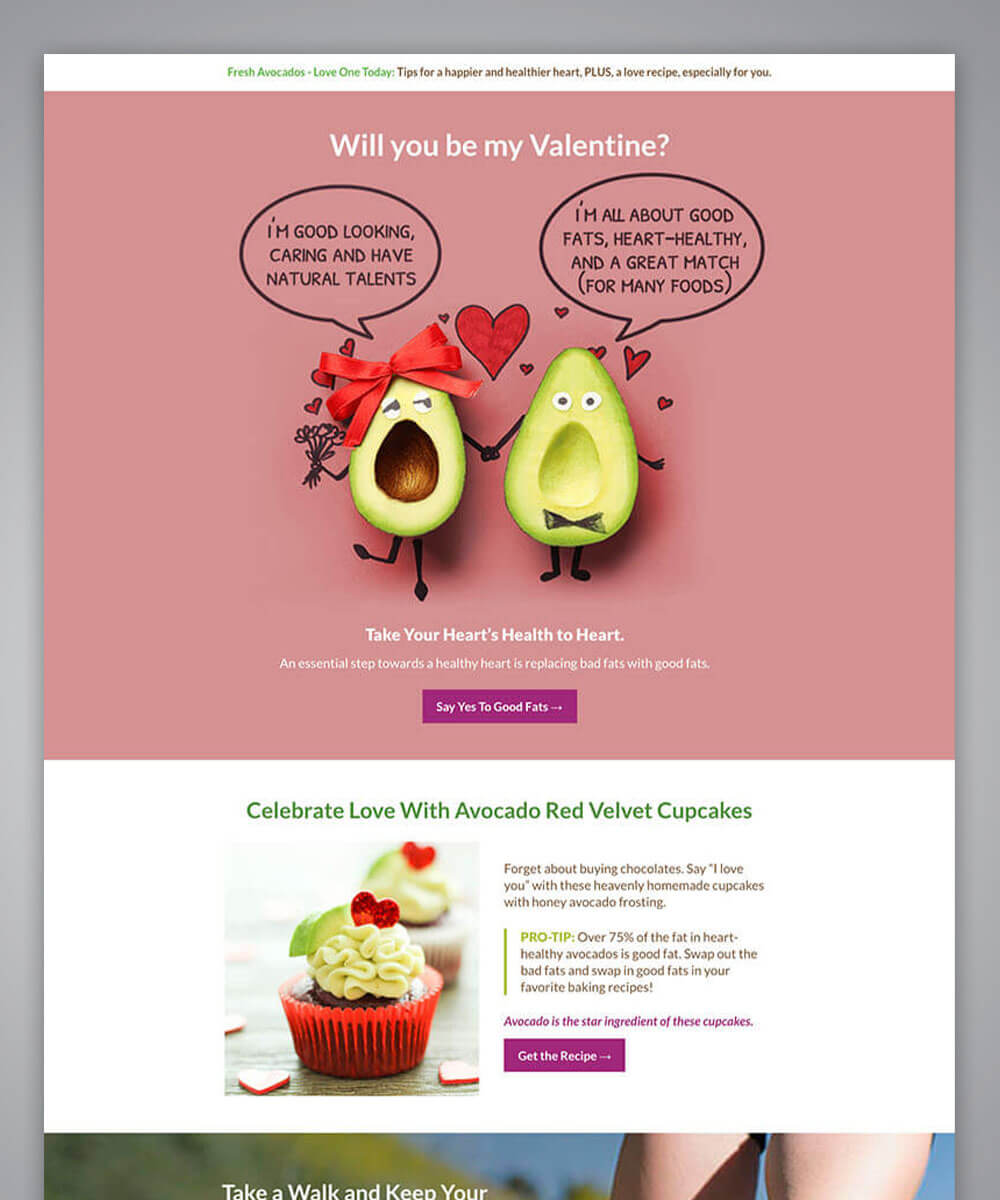 Fresh Avocados - Love One Today: Tips for a happier and healthier heart, PLUS, a love recipe, especially for you.
Will you be my Valentine?
I'M GOOD LOOKING,
CARING AND HAVE
NATURAL TALENTS
I'M ALL ABOUT GOOD
FATS, HEART-HEALTHY,
AND A GREAT MATCH
(FOR MANY FOODS)
Take Your Heart's Health to Heart.
An essential step towards a healthy heart is replacing bad fats with good fats.
Say Yes To Good Fats →
Celebrate Love With Avocado Red Velvet Cupcakes
Forget about buying chocolates. Say "I love
you" with these heavenly homemade cupcakes
with honey avocado frosting.
PRO-TIP: Over 75% of the fat in heart-
healthy avocados is good fat. Swap out the
bad fats and swap in good fats in your
favorite baking recipes!
Avocado is the star ingredient of these cupcakes.
Get the Recipe →
Take a Walk and Keep Your